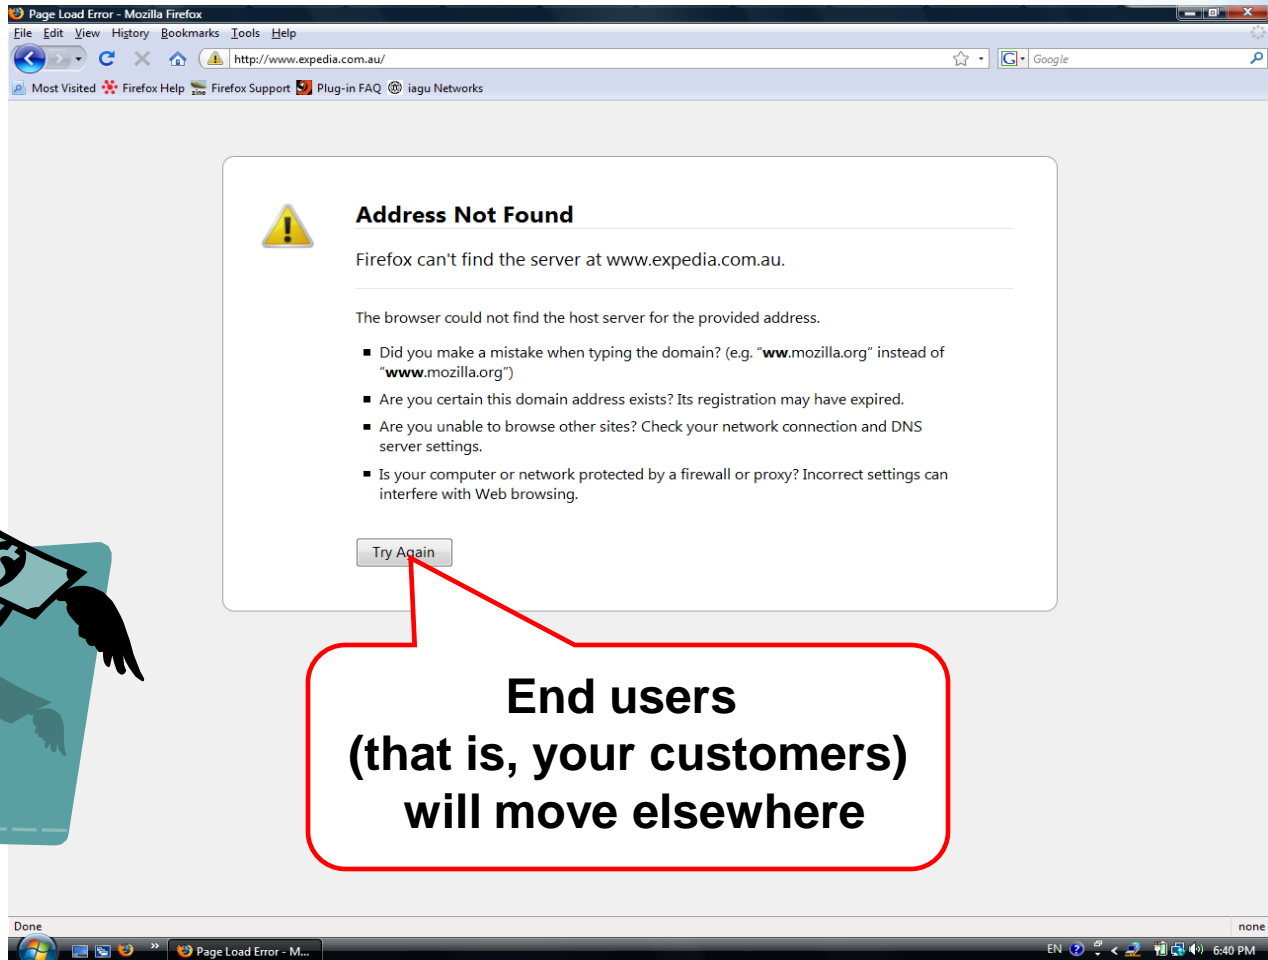 Page Load Error - Mozilla Firefox
File Edit View History Bookmarks Tools Help
http://www.expedia.com.au/
G Google
Most Visited Firefox Help Firefox Support Plug-in FAQ iagu Networks
Address Not Found
Firefox can't find the server at www.expedia.com.au.
The browser could not find the host server for the provided address.
Did you make a mistake when typing the domain? (e.g. "ww.mozilla.org" instead of
"www.mozilla.org")
Are you certain this domain address exists? Its registration may have expired.
Are you unable to browse other sites? Check your network connection and DNS
server settings.
Is your computer or network protected by a firewall or proxy? Incorrect settings can
interfere with Web browsing.
Try Again
End users
(that is, your customers)
will move elsewhere
Done none
Page Load Error - M... EN 6:40 PM